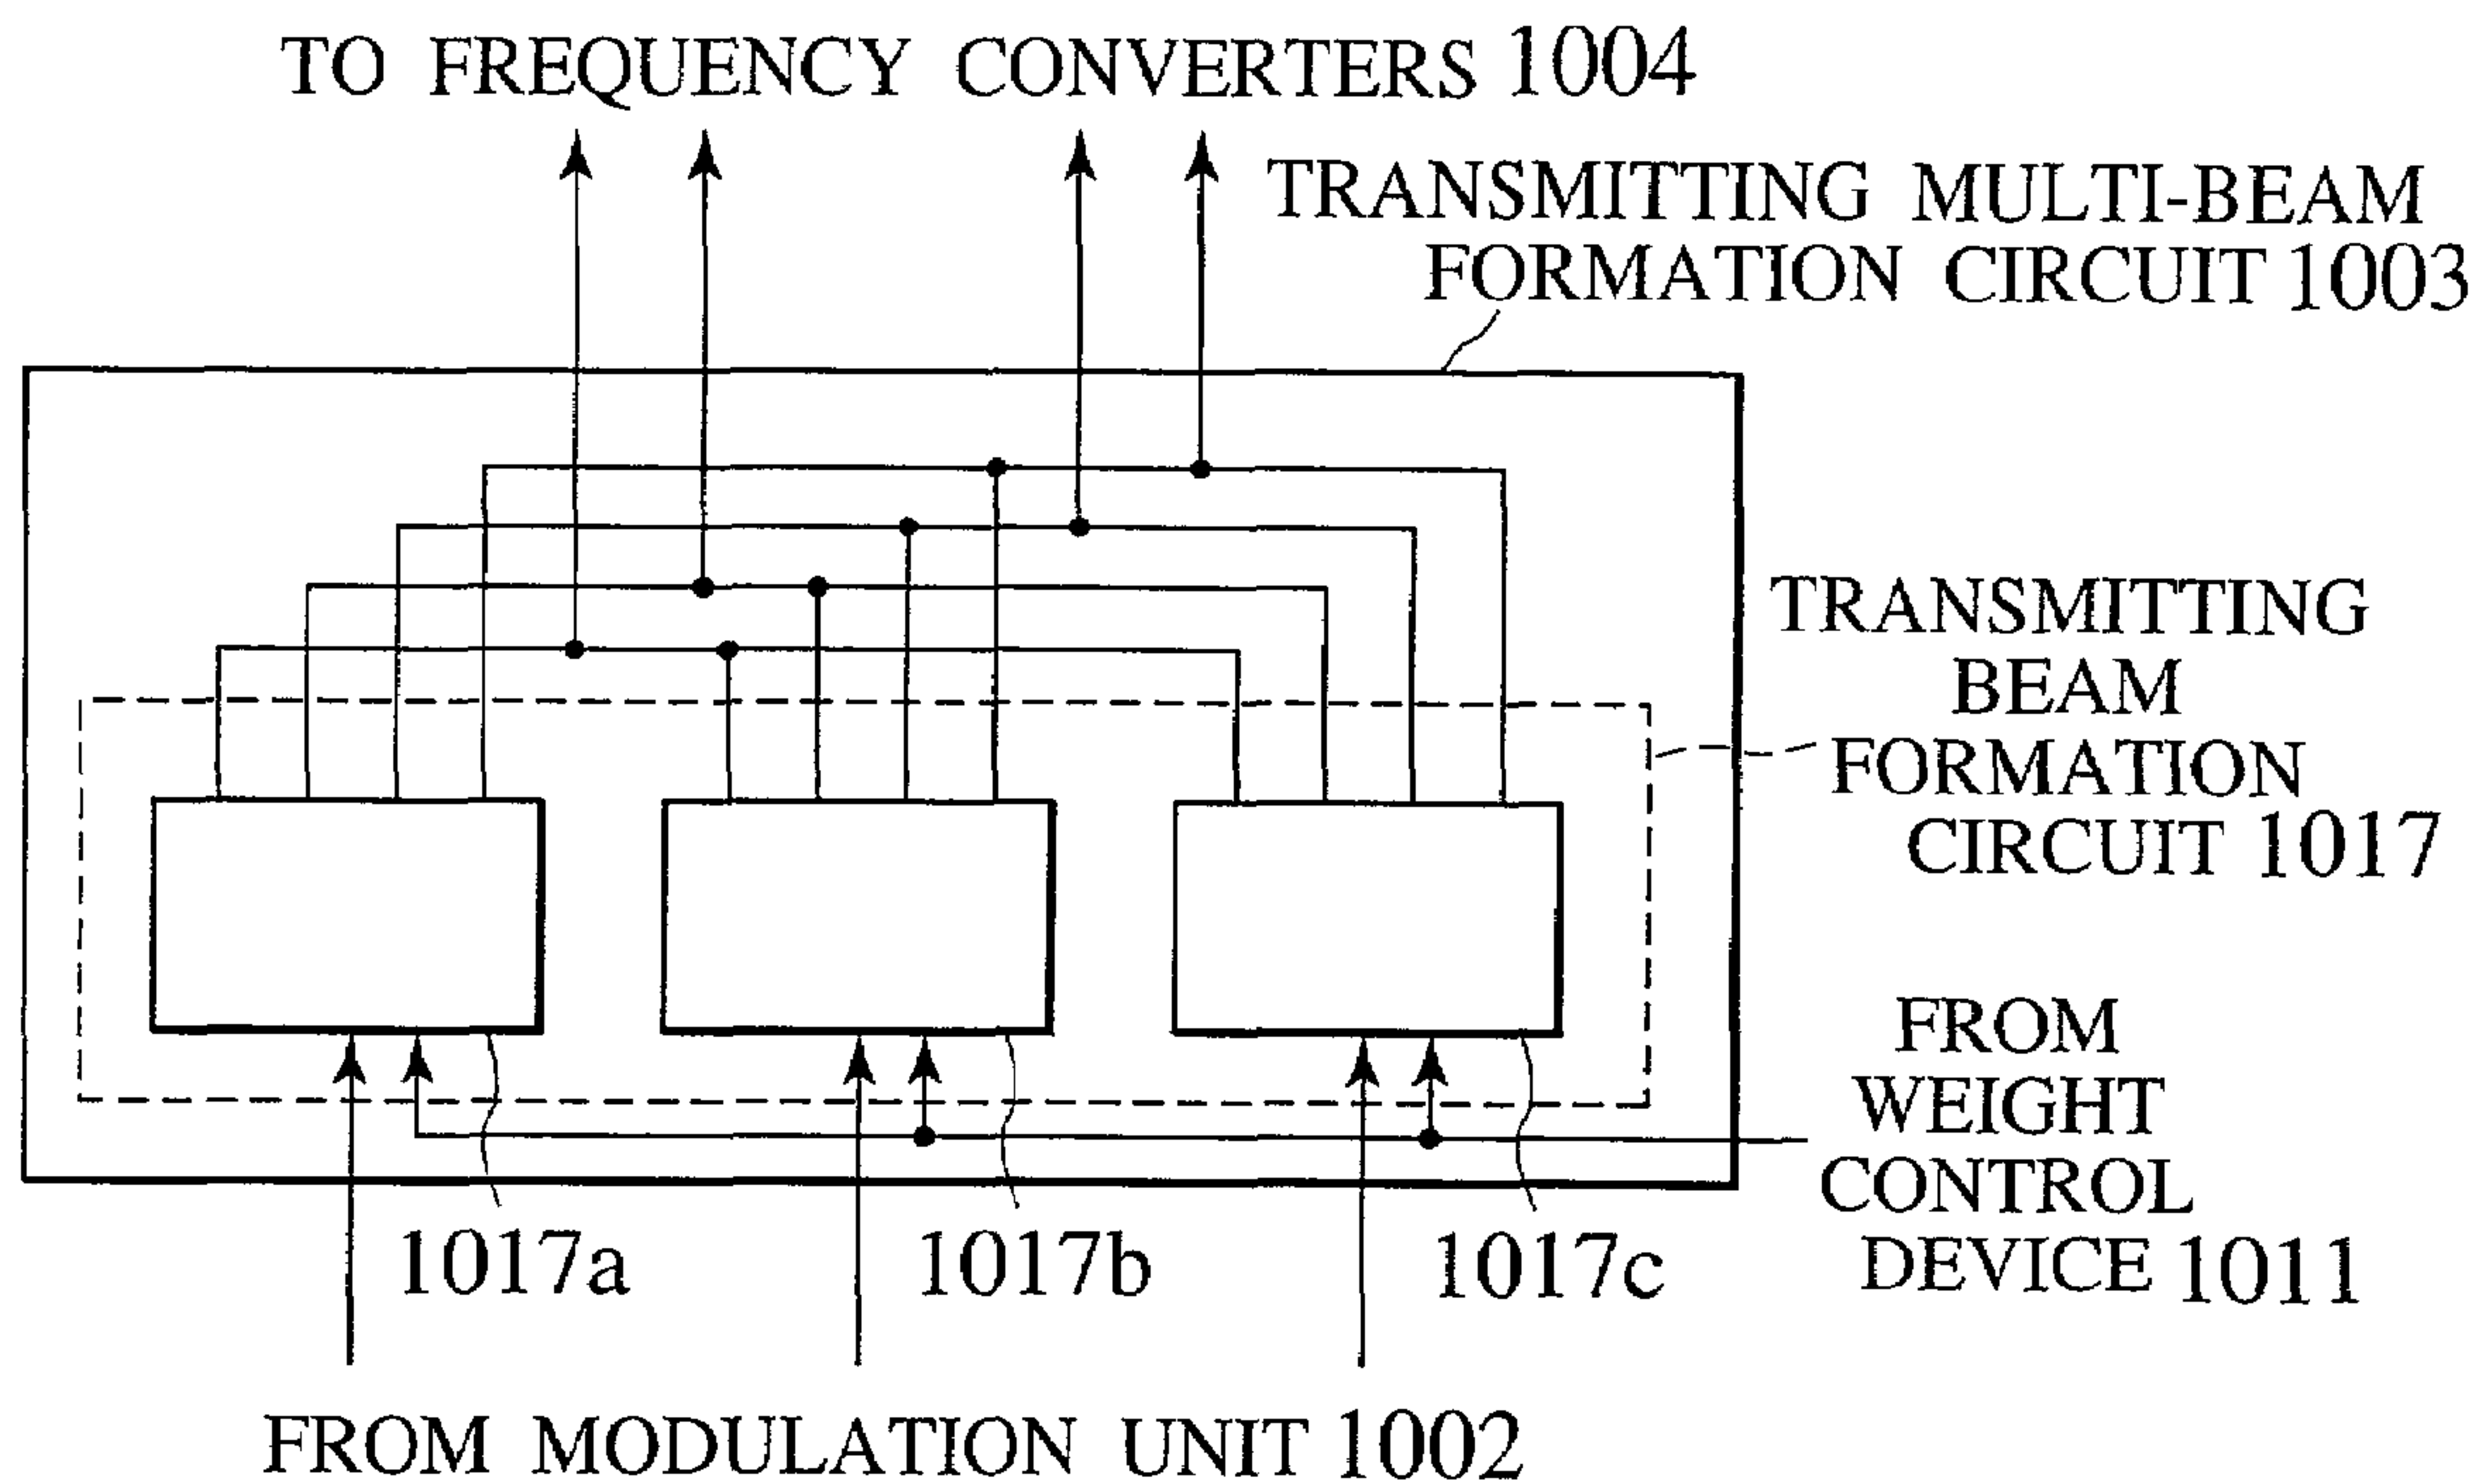 TO FREQUENCY CONVERTERS 1004
TRANSMITTING MULTI-BEAM
FORMATION CIRCUIT 1003
TRANSMITTING
BEAM
FORMATION
CIRCUIT 1017
FROM
WEIGHT
CONTROL
DEVICE 1011
1017a
1017b
1017c
FROM MODULATION UNIT 1002